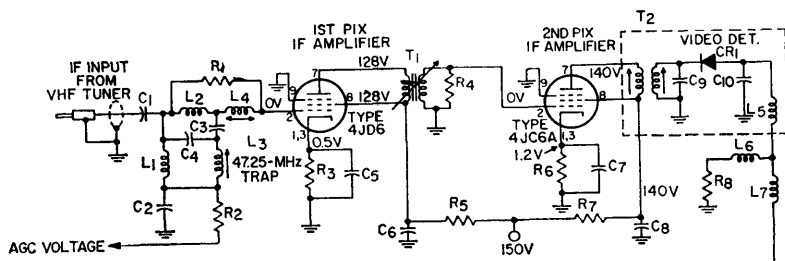 T2
1ST PIX
IF AMPLIFIER
2ND PIX
IF AMPLIFIER
VIDEO DET.
IF INPUT
FROM
VHF TUNER
R1
T1
CR1
128V
140V
7
7
C1
L2
L4
9
8
128V
R4
9
8
C9
C10
0V
2
0V
2
C3
L3
TYPE
4JD6
TYPE
4JC6A
L5
C4
1,3
0.5V
1,3
1.2V
L1
47.25-MHz
TRAP
R3
C5
R6
C7
L6
R8
L7
C2
R2
R5
R7
140V
C6
150V
C8
AGC VOLTAGE